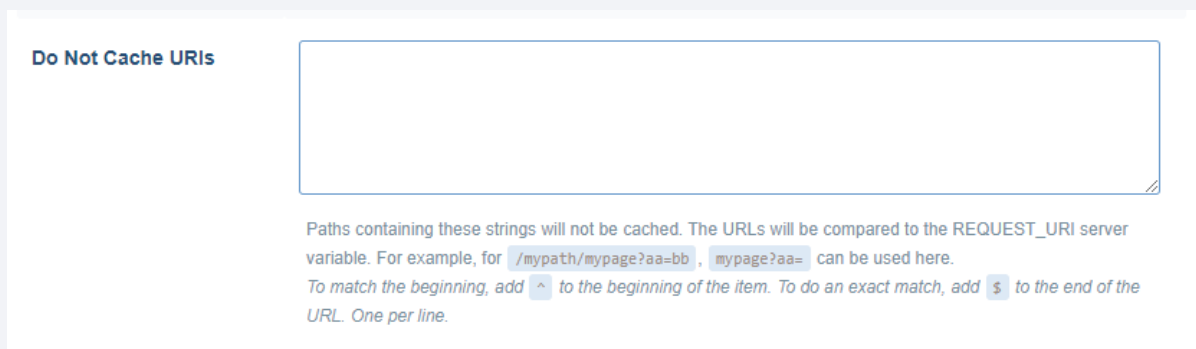 Do Not Cache URIs
Paths containing these strings will not be cached. The URLs will be compared to the REQUEST_URI server
variable. For example, for /mypath/mypage?aa=bb , mypage?aa= can be used here.
To match the beginning, add ^ to the beginning of the item. To do an exact match, add $ to the end of the
URL. One per line.